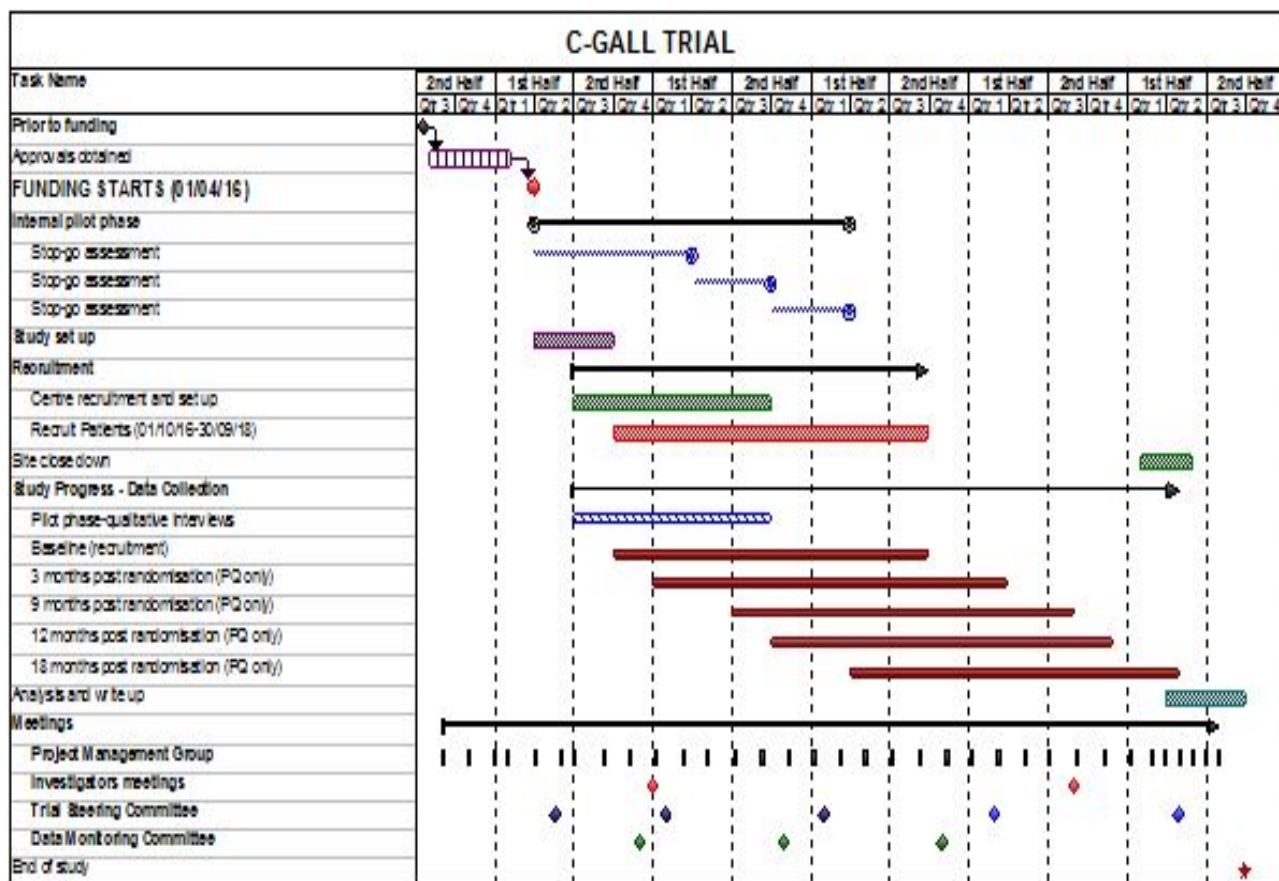 C-GALL TRIAL
Task Name
2nd Half 1st Half 2nd Half 1st Half 2nd Half 1st Half 2nd Half 1st Half 2nd Half 1st Half 2nd Half
Qtr 3 Qtr 4 Qtr 1 Qtr 2 Qtr 3 Qtr 4 Qtr 1 Qtr 2 Qtr 3 Qtr 4 Qtr 1 Qtr 2 Qtr 3 Qtr 4 Qtr 1 Qtr 2 Qtr 3 Qtr 4 Qtr 1 Qtr 2 Qtr 3 Qtr 4
Prior to funding
Approvals obtained
FUNDING STARTS (01/04/16)
Internal pilot phase
Stop-go assessment
Stop-go assessment
Stop-go assessment
Study set up
Recruitment
Centre recruitment and set up
Recruit Patients (01/10/16-30/09/18)
Site close down
Study Progress - Data Collection
Pilot phase-qualitative interviews
Baseline (recruitment)
3 months post randomisation (PQ only)
9 months post randomisation (PQ only)
12 months post randomisation (PQ only)
18 months post randomisation (PQ only)
Analysis and write up
Meetings
Project Management Group
Investigators meetings
Trial Steering Committee
Data Monitoring Committee
End of study